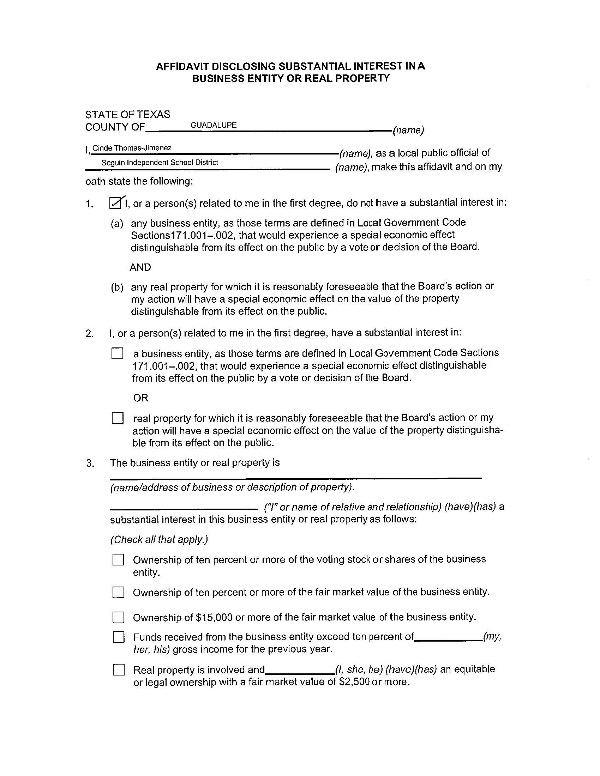 AFFIDAVIT DISCLOSING SUBSTANTIAL INTEREST IN A
BUSINESS ENTITY OR REAL PROPERTY
STATE OF TEXAS
COUNTY OF GUADALUPE (name)
I, Cinde Thomas-Jimenez (name), as a local public official of
Seguin Independent School District (name), make this affidavit and on my
oath state the following:
1. I, or a person(s) related to me in the first degree, do not have a substantial interest in:
(a) any business entity, as those terms are defined in Local Government Code
Sections171.001–.002, that would experience a special economic effect
distinguishable from its effect on the public by a vote or decision of the Board.
AND
(b) any real property for which it is reasonably foreseeable that the Board's action or
my action will have a special economic effect on the value of the property
distinguishable from its effect on the public.
2. I, or a person(s) related to me in the first degree, have a substantial interest in:
a business entity, as those terms are defined in Local Government Code Sections
171.001–.002, that would experience a special economic effect distinguishable
from its effect on the public by a vote or decision of the Board.
OR
real property for which it is reasonably foreseeable that the Board's action or my
action will have a special economic effect on the value of the property distinguisha-
ble from its effect on the public.
3. The business entity or real property is
(name/address of business or description of property).
("I" or name of relative and relationship) (have)(has) a
substantial interest in this business entity or real property as follows:
(Check all that apply.)
Ownership of ten percent or more of the voting stock or shares of the business
entity.
Ownership of ten percent or more of the fair market value of the business entity.
Ownership of $15,000 or more of the fair market value of the business entity.
Funds received from the business entity exceed ten percent of (my,
her, his) gross income for the previous year.
Real property is involved and (I, she, he) (have)(has) an equitable
or legal ownership with a fair market value of $2,500 or more.